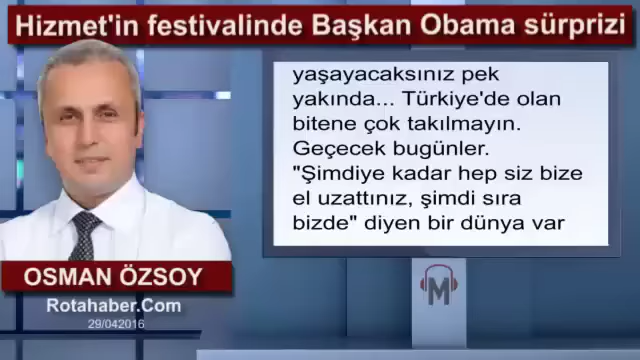 Hizmet'in festivalinde Başkan Obama sürprizi
yaşayacaksınız pek
yakında... Türkiye'de olan
bitene çok takılmayın.
Geçecek bugünler.
"Şimdiye kadar hep siz bize
el uzattınız, şimdi sıra
bizde" diyen bir dünya var
OSMAN ÖZSOY
Rotahaber.Com
29/042016
M